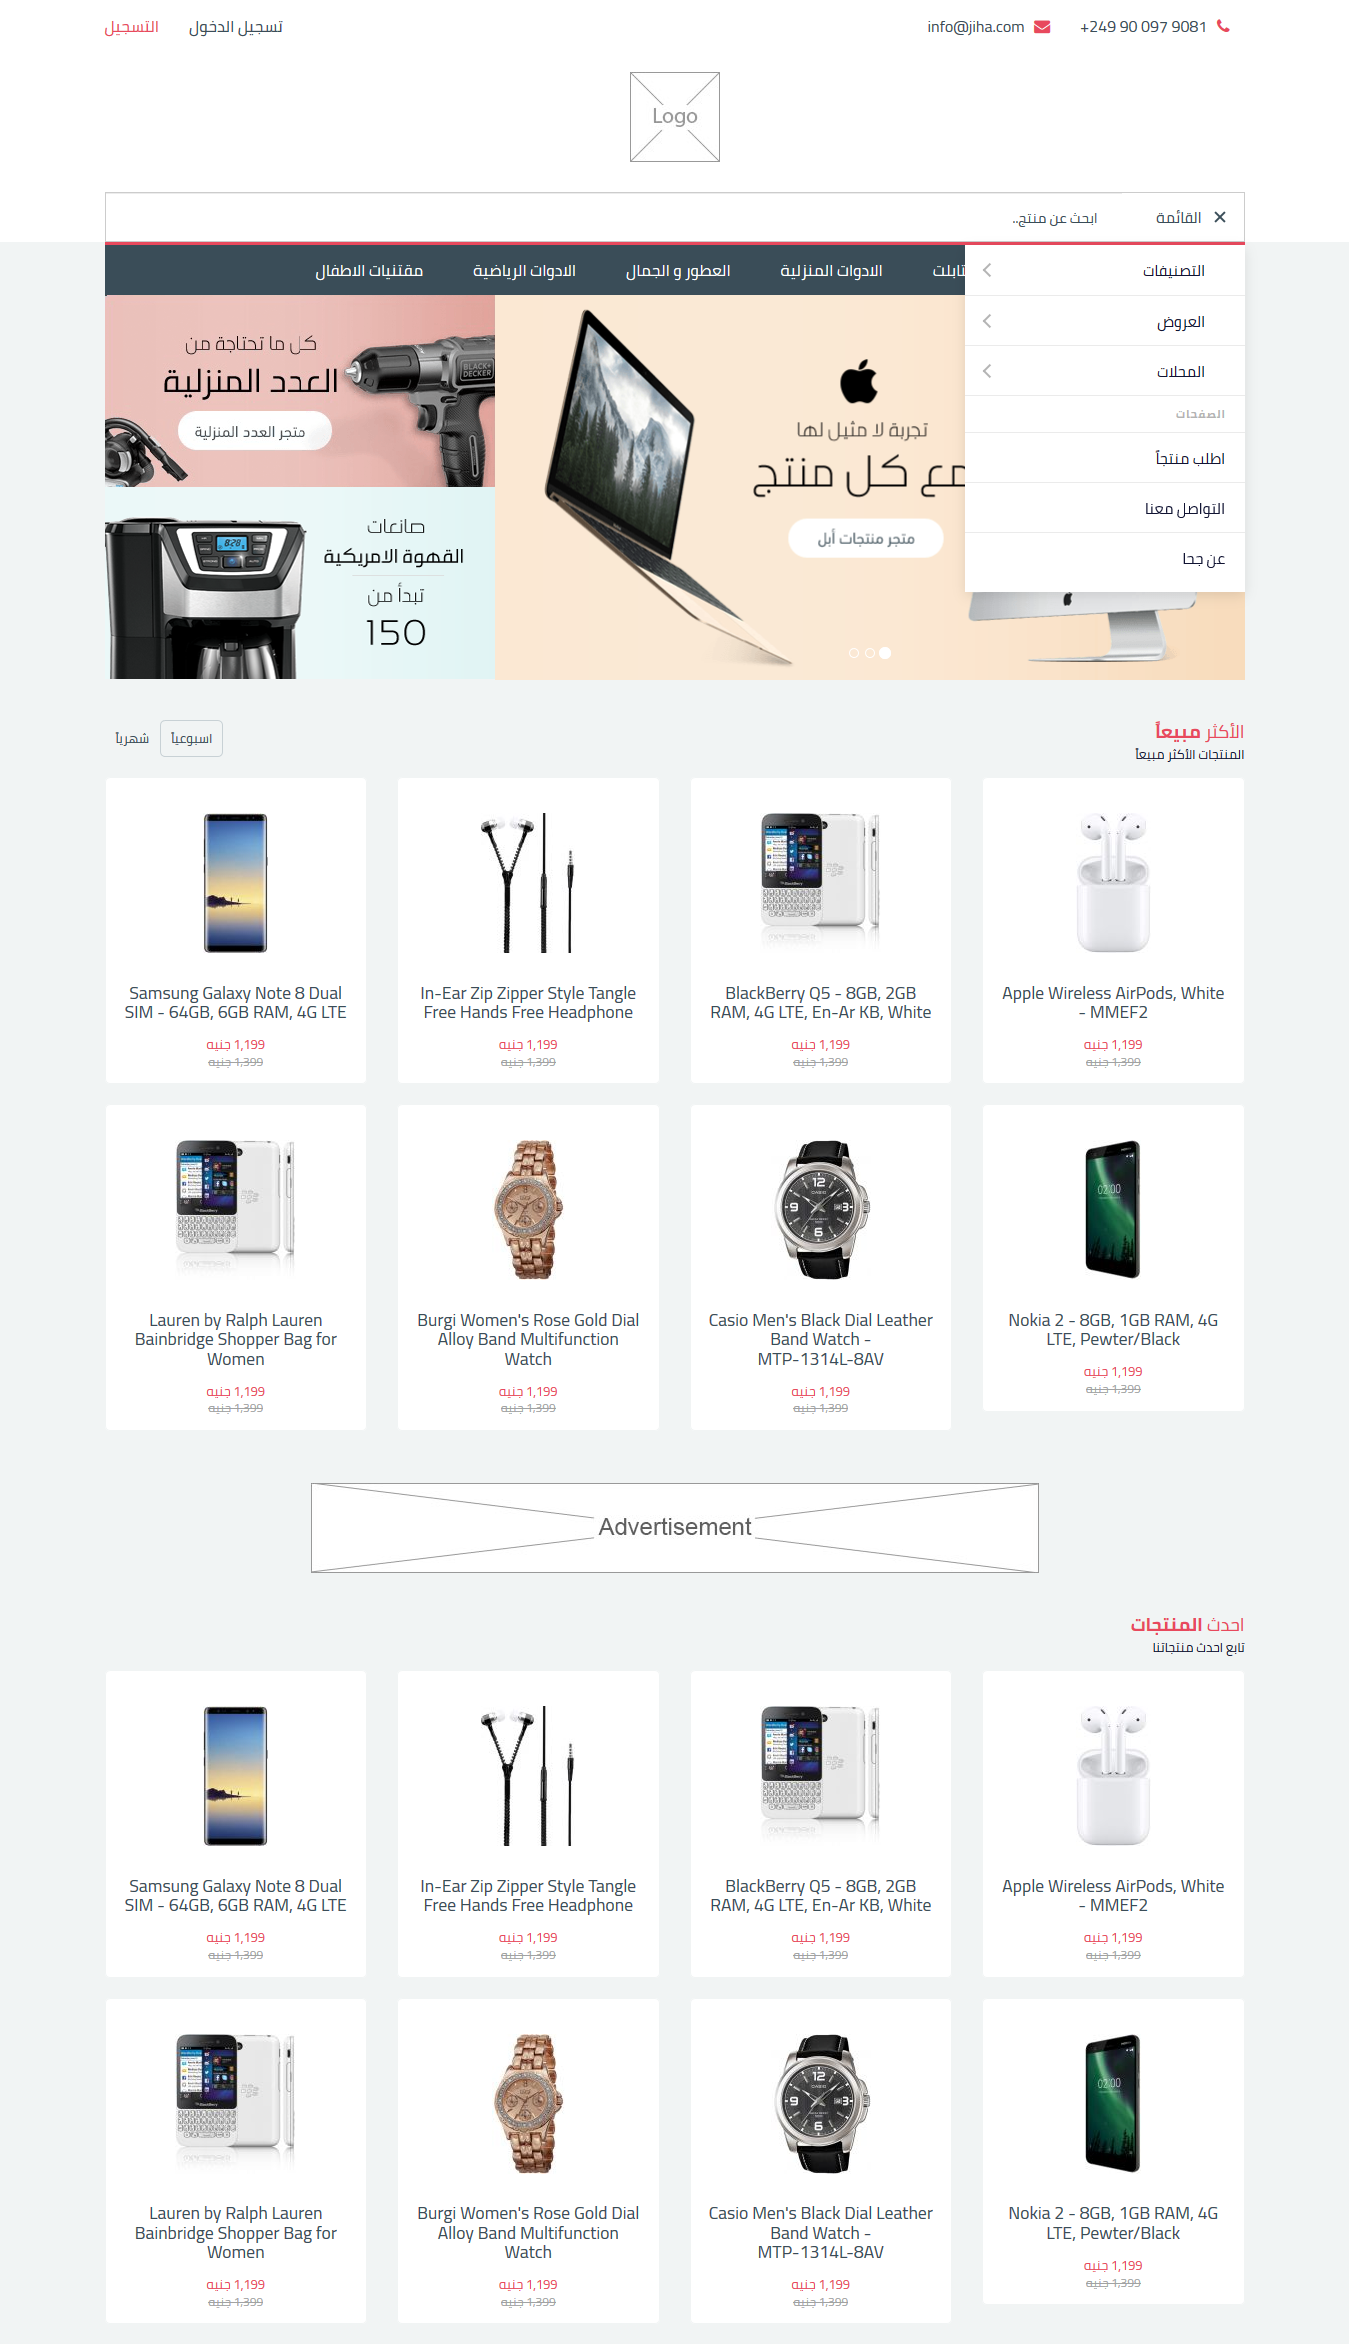 +249 90 097 9081
info@jiha.com
تسجيل الدخول
التسجيل
Logo
القائمة
ابحث عن منتج..
التصنيفات
العروض
المحلات
الصفحات
اطلب منتجاً
التواصل معنا
عن جحا
تابلت
الادوات المنزلية
العطور و الجمال
الادوات الرياضية
مقتنيات الاطفال
تجربة لا مثيل لها
مع كل منتج
متجر منتجات أبل
كل ما تحتاجة من
العدد المنزلية
متجر العدد المنزلية
BLACK+
DECKER
صانعات
القهوة الامريكية
تبدأ من
150
8:28
الأكثر مبيعاً
المنتجات الأكثر مبيعاً
اسبوعياً
شهرياً
Apple Wireless AirPods, White
- MMEF2
1,199 جنيه
1,399 جنيه
BlackBerry Q5 - 8GB, 2GB
RAM, 4G LTE, En-Ar KB, White
1,199 جنيه
1,399 جنيه
In-Ear Zip Zipper Style Tangle
Free Hands Free Headphone
1,199 جنيه
1,399 جنيه
Samsung Galaxy Note 8 Dual
SIM - 64GB, 6GB RAM, 4G LTE
1,199 جنيه
1,399 جنيه
02:00
Nokia 2 - 8GB, 1GB RAM, 4G
LTE, Pewter/Black
1,199 جنيه
1,399 جنيه
Casio Men's Black Dial Leather
Band Watch -
MTP-1314L-8AV
1,199 جنيه
1,399 جنيه
Burgi Women's Rose Gold Dial
Alloy Band Multifunction
Watch
1,199 جنيه
1,399 جنيه
Lauren by Ralph Lauren
Bainbridge Shopper Bag for
Women
1,199 جنيه
1,399 جنيه
Advertisement
احدث المنتجات
تابع احدث منتجاتنا
Apple Wireless AirPods, White
- MMEF2
1,199 جنيه
1,399 جنيه
BlackBerry Q5 - 8GB, 2GB
RAM, 4G LTE, En-Ar KB, White
1,199 جنيه
1,399 جنيه
In-Ear Zip Zipper Style Tangle
Free Hands Free Headphone
1,199 جنيه
1,399 جنيه
Samsung Galaxy Note 8 Dual
SIM - 64GB, 6GB RAM, 4G LTE
1,199 جنيه
1,399 جنيه
02:00
Nokia 2 - 8GB, 1GB RAM, 4G
LTE, Pewter/Black
1,199 جنيه
1,399 جنيه
Casio Men's Black Dial Leather
Band Watch -
MTP-1314L-8AV
1,199 جنيه
1,399 جنيه
Burgi Women's Rose Gold Dial
Alloy Band Multifunction
Watch
1,199 جنيه
1,399 جنيه
Lauren by Ralph Lauren
Bainbridge Shopper Bag for
Women
1,199 جنيه
1,399 جنيه